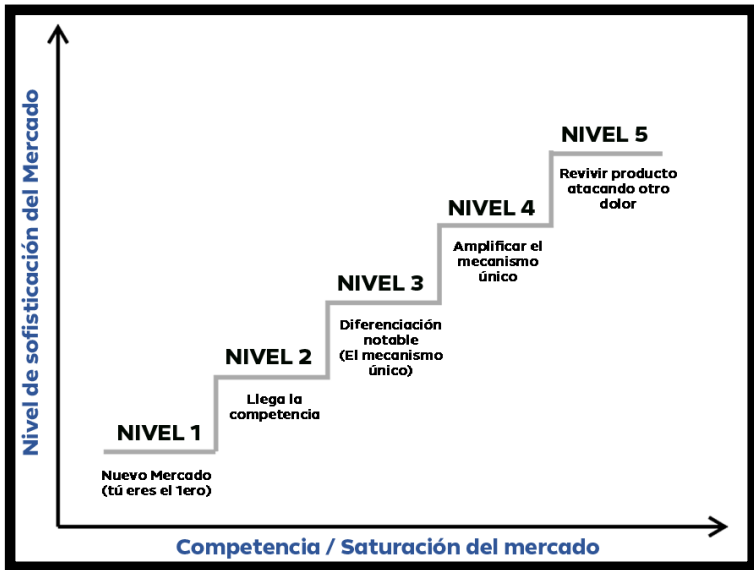 Nivel de sofisticación del Mercado
NIVEL 1
Nuevo Mercado
(tú eres el 1ero)
NIVEL 2
Llega la
competencia
NIVEL 3
Diferenciación
notable
(El mecanismo
único)
NIVEL 4
Amplificar el
mecanismo
único
NIVEL 5
Revivir producto
atacando otro
dolor
Competencia / Saturación del mercado